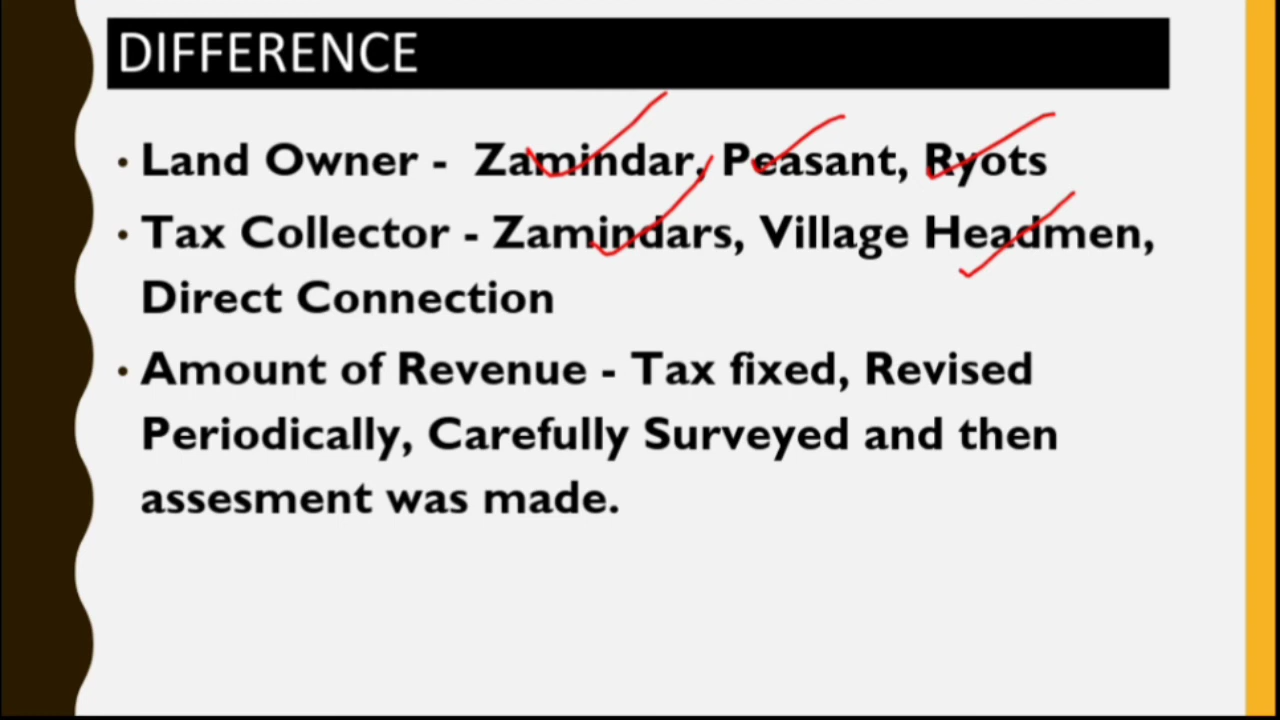 DIFFERENCE
• Land Owner - Zamindar, Peasant, Ryots
• Tax Collector - Zamindars, Village Headmen,
Direct Connection
• Amount of Revenue - Tax fixed, Revised
Periodically, Carefully Surveyed and then
assesment was made.